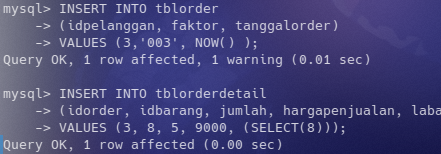 mysql> INSERT INTO tblorder
    -> (idpelanggan, faktor, tanggalorder)
    -> VALUES (3,'003', NOW() );
Query OK, 1 row affected, 1 warning (0.01 sec)

mysql> INSERT INTO tblorderdetail
    -> (idorder, idbarang, jumlah, hargapenjualan, laba
    -> VALUES (3, 8, 5, 9000, (SELECT(8)));
Query OK, 1 row affected (0.00 sec)